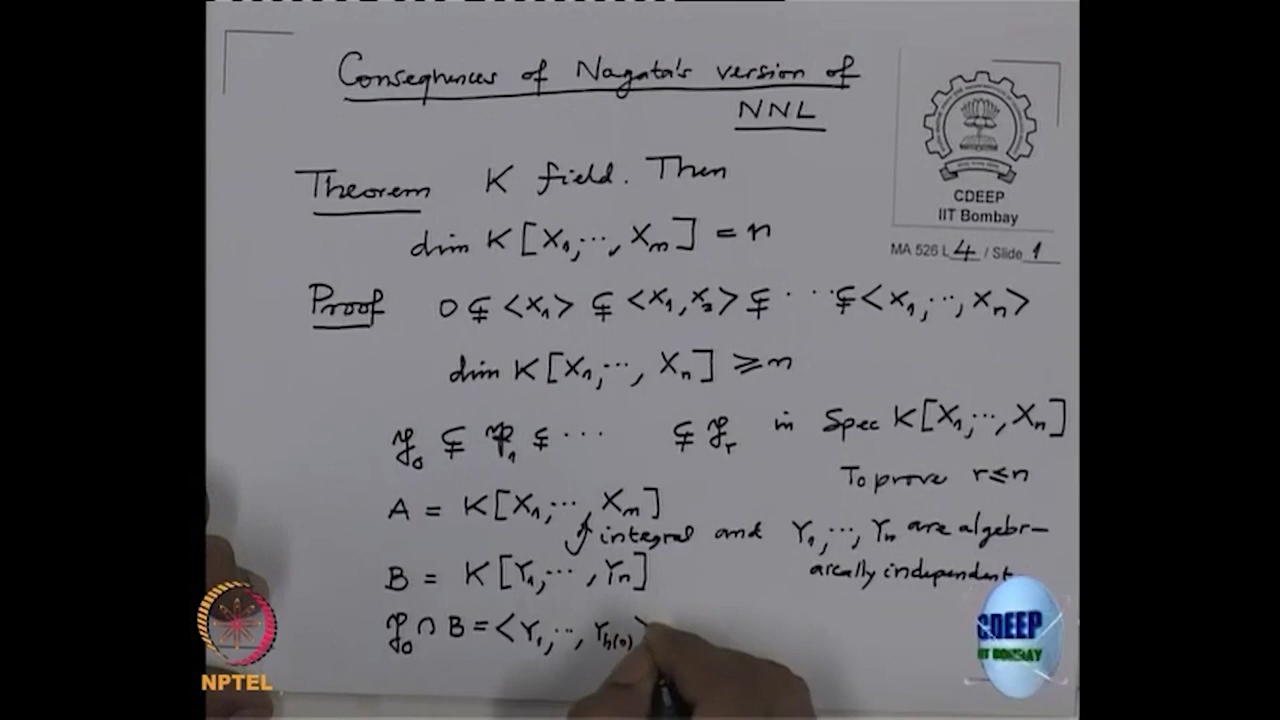 Consequences of Nagata's version of
NNL
Theorem K field. Then
dim K[X₁,⋯, Xₙ] = n
Proof 0 ⊊ <X₁> ⊊ <X₁,X₂> ⊊ ⋯ ⊊ <X₁,⋯, Xₙ>
dim K[X₁,⋯, Xₙ] ⩾ n
𝔭₀ ⊊ 𝔭₁ ⊊ ⋯ ⊊ 𝔭ᵣ in Spec K[X₁,⋯, Xₙ]
To prove r ⩽ n
A = K[X₁,⋯, Xₙ]
↑ integral and Y₁,⋯, Yₙ are algebr-
aically independent
B = K[Y₁,⋯, Yₙ]
𝔭₀ ∩ B = <Y₁,⋯, Yₕ₍₀₎>
CDEEP
IIT Bombay
MA 526 L 4 / Slide 1
NPTEL
CDEEP
IIT BOMBAY